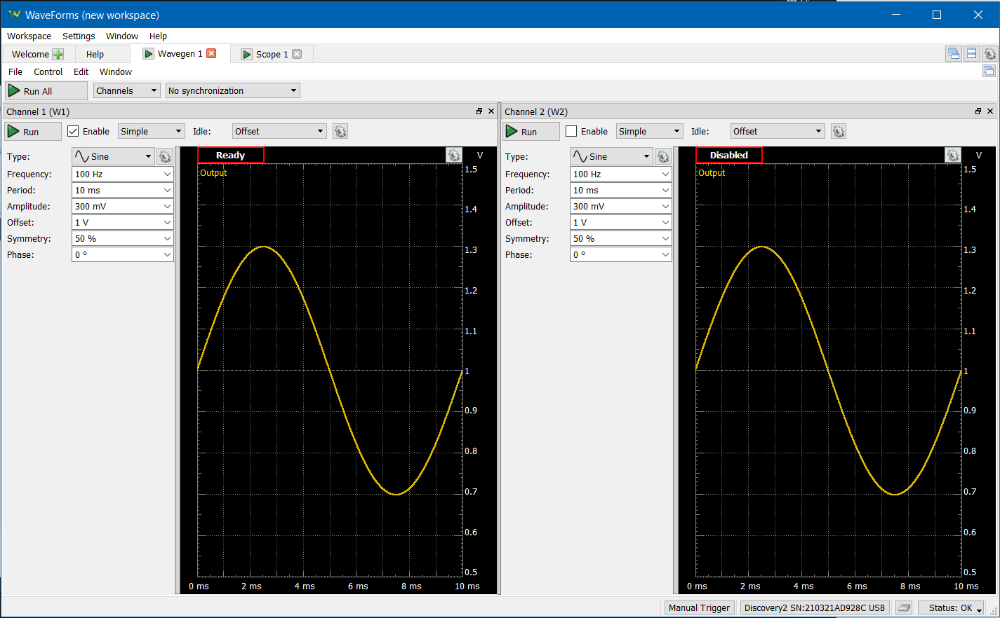 WaveForms (new workspace)
Workspace Settings Window Help
Welcome Help Wavegen 1 Scope 1
File Control Edit Window
Run All Channels No synchronization
Channel 1 (W1)
Run Enable Simple Idle: Offset
Type: Sine
Frequency: 100 Hz
Period: 10 ms
Amplitude: 300 mV
Offset: 1 V
Symmetry: 50 %
Phase: 0 º
Ready V
Output
1.5
1.4
1.3
1.2
1.1
1
0.9
0.8
0.7
0.6
0.5
0 ms 2 ms 4 ms 6 ms 8 ms 10 ms
Channel 2 (W2)
Run Enable Simple Idle: Offset
Type: Sine
Frequency: 100 Hz
Period: 10 ms
Amplitude: 300 mV
Offset: 1 V
Symmetry: 50 %
Phase: 0 º
Disabled V
Output
1.5
1.4
1.3
1.2
1.1
1
0.9
0.8
0.7
0.6
0.5
0 ms 2 ms 4 ms 6 ms 8 ms 10 ms
Manual Trigger Discovery2 SN:210321AD928C USB Status: OK